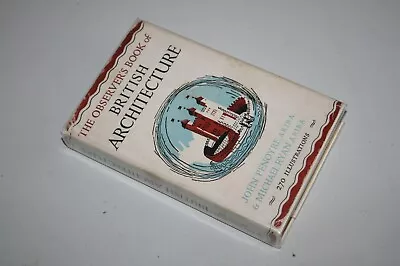 THE OBSERVER'S BOOK of
BRITISH
ARCHITECTURE
JOHN PENOYRE A.R.I.B.A.
& MICHAEL RYAN A.R.I.B.A.
270 ILLUSTRATIONS